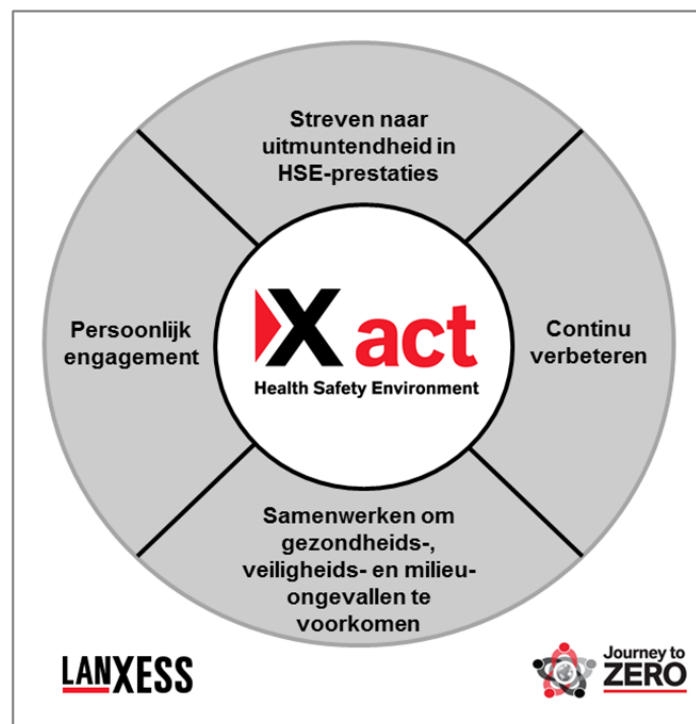 Streven naar
uitmuntendheid in
HSE-prestaties
Persoonlijk
engagement
X act
Health Safety Environment
Continu
verbeteren
Samenwerken om
gezondheids-,
veiligheids- en milieu-
ongevallen te
voorkomen
LANXESS
Journey to
ZERO